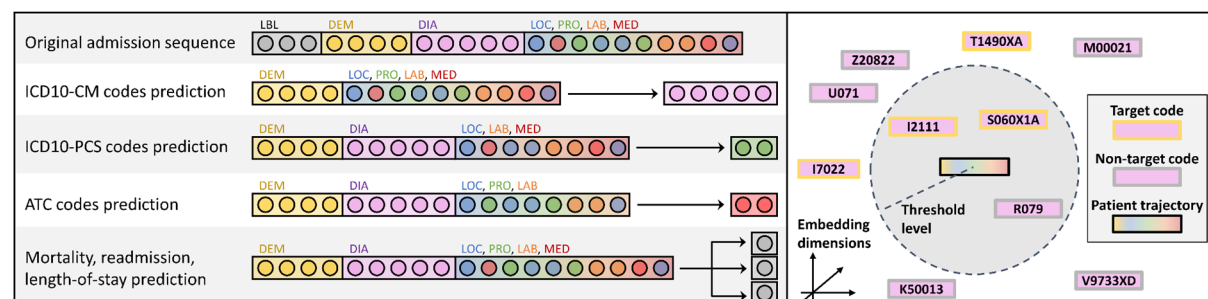 LBL DEM DIA LOC, PRO, LAB, MED
Original admission sequence
DEM LOC, PRO, LAB, MED
ICD10-CM codes prediction
DEM DIA LOC, LAB, MED
ICD10-PCS codes prediction
DEM DIA LOC, PRO, LAB
ATC codes prediction
DEM DIA LOC, PRO, LAB, MED
Mortality, readmission,
length-of-stay prediction
T1490XA
M00021
Z20822
U071
I2111
S060X1A
I7022
R079
Threshold
level
Embedding
dimensions
K50013
V9733XD
Target code
Non-target code
Patient trajectory